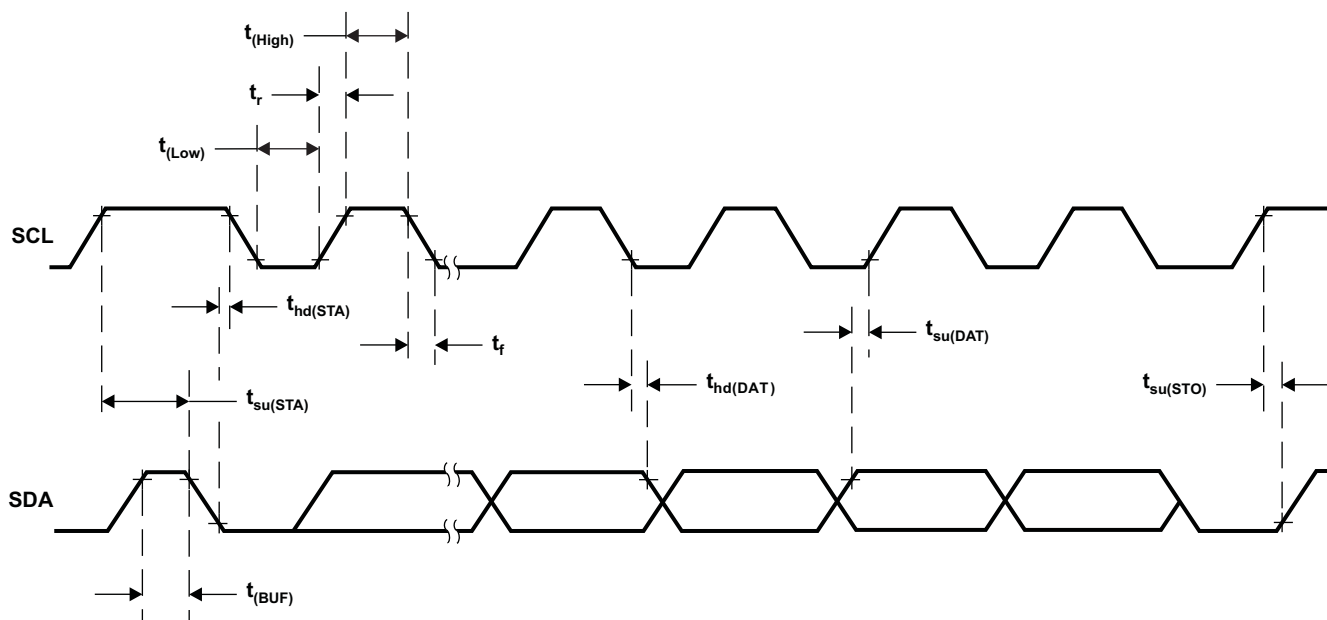 t(High)
tr
t(Low)
SCL
thd(STA)
tf
tsu(DAT)
thd(DAT)
tsu(STO)
tsu(STA)
SDA
t(BUF)